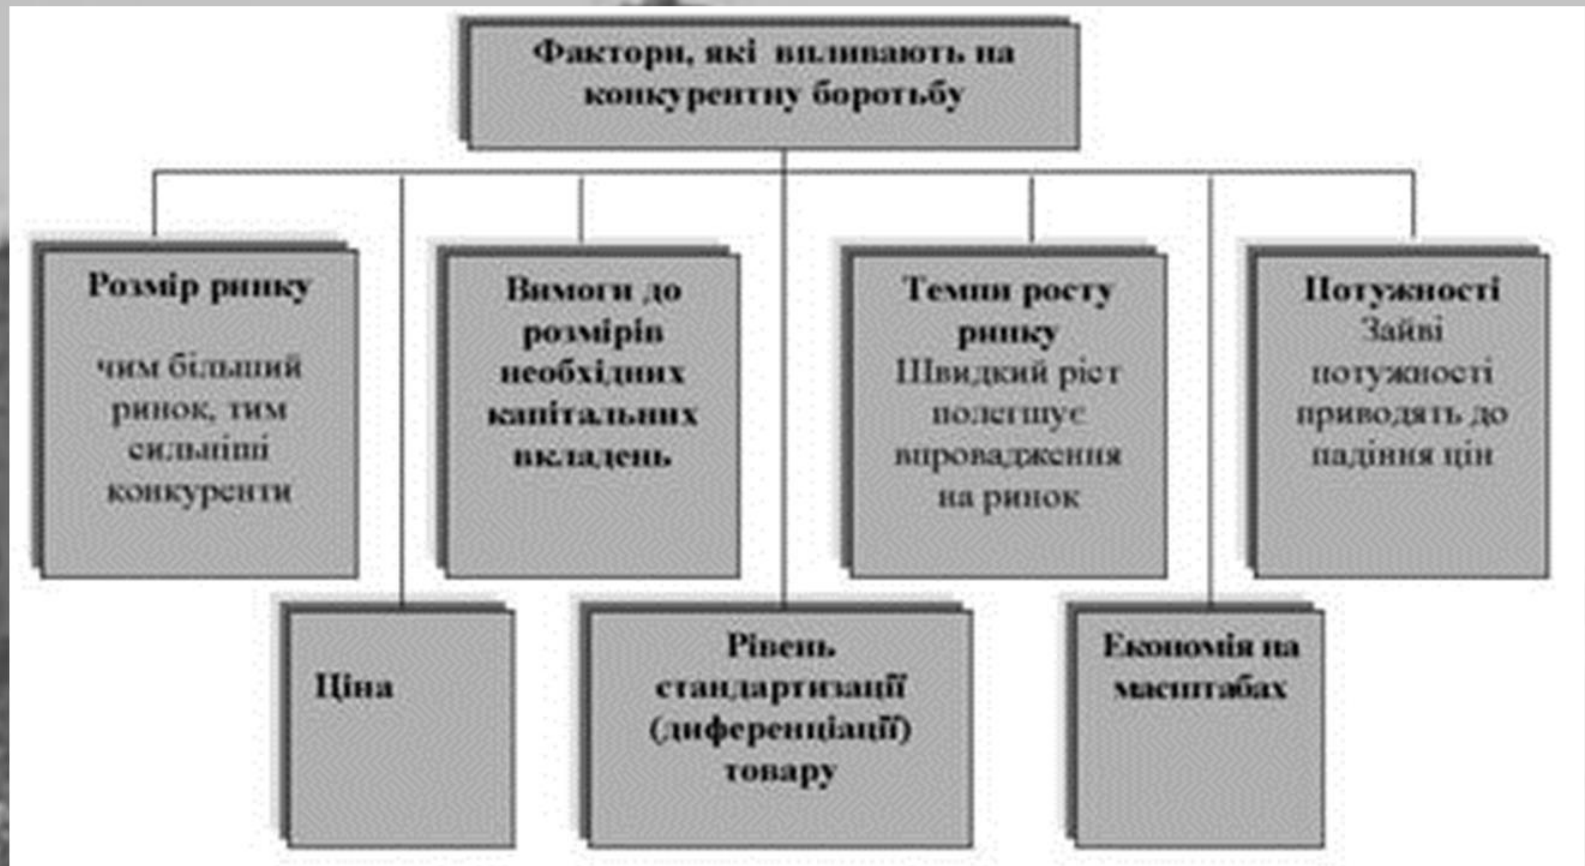 Фактори, які впливають на
конкурентну боротьбу
Розмір ринку
чим більший
ринок, тим
сильніші
конкуренти
Вимоги до
розмірів
необхідних
капітальних
вкладень
Темпи росту
ринку
Швидкий ріст
полегшує
впровадження
на ринок
Потужності
Зайві
потужності
приводять до
падіння цін
Ціна
Рівень
стандартизації
(диференціації)
товару
Економія на
масштабах